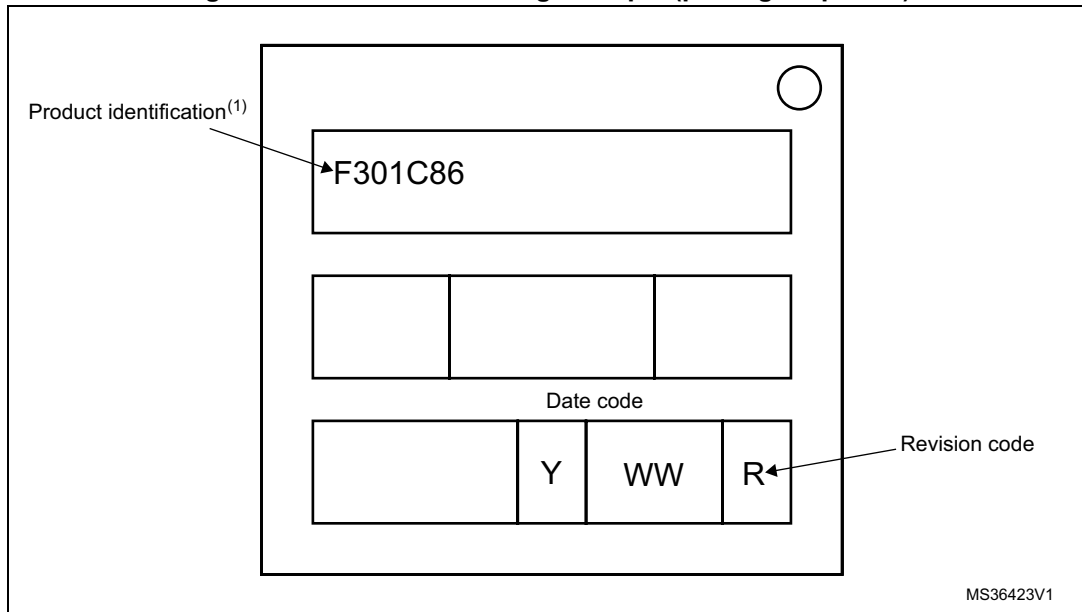 Product identification(1)
F301C86
Date code
Y WW R
Revision code
MS36423V1